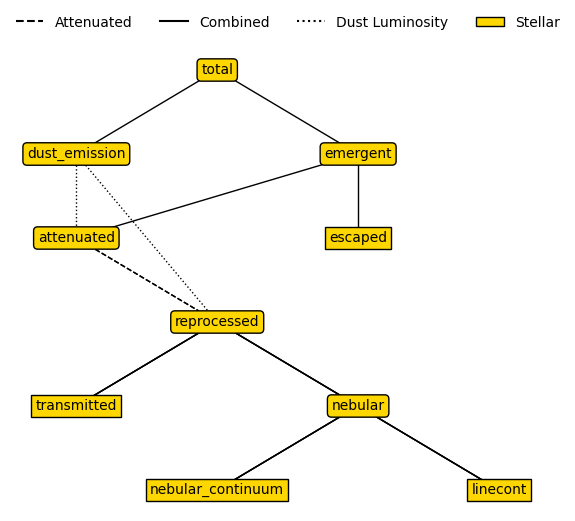 Attenuated Combined Dust Luminosity Stellar
total
dust_emission emergent
attenuated escaped
reprocessed
transmitted nebular
nebular_continuum linecont